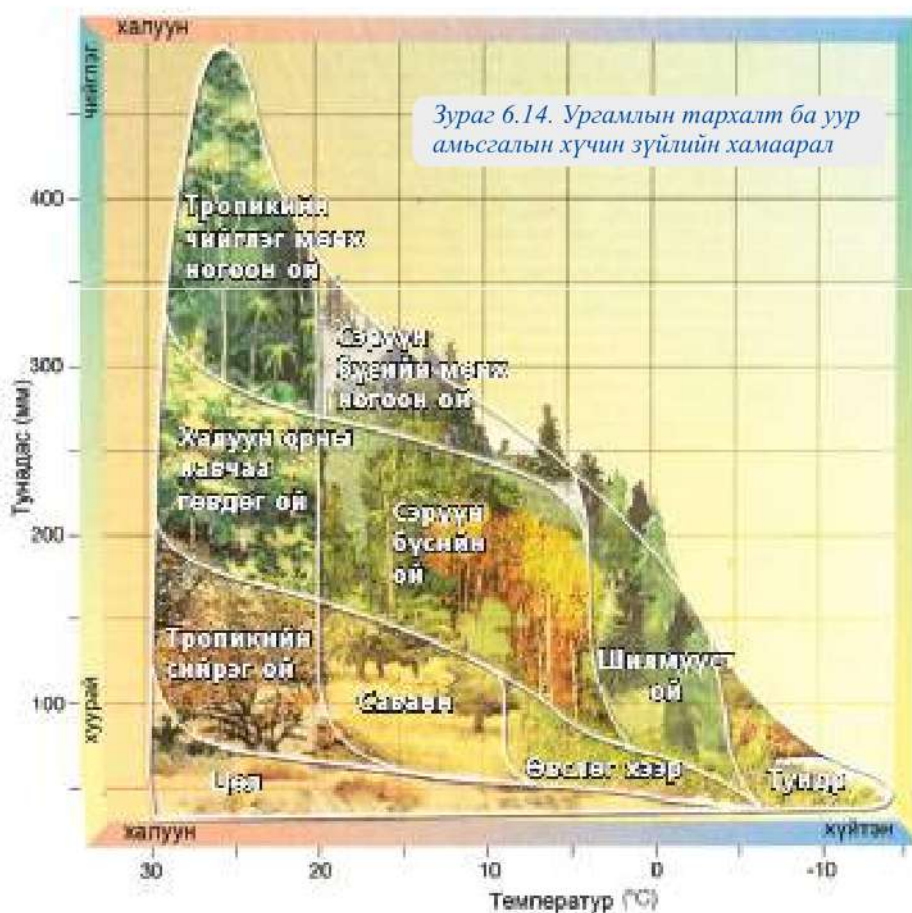 халуун
чийглэг
Зураг 6.14. Ургамлын тархалт ба уур
амьсгалын хүчин зүйлийн хамаарал
400
Тропикийн
чийглэг мөнх
ногоон ой
300
Сэрүүн
бүсийн мөнх
ногоон ой
Тунадас (мм)
Халуун орны
навчаа
гөвдөг ой
200
Сэрүүн
бүсийн
ой
Тропикийн
сийрэг ой
Шилмүүст
ой
100
хуурай
Саванн
Өвслөг хээр
Цөл
Тундр
халуун
хүйтэн
30
20
10
0
-10
Температур (°C)